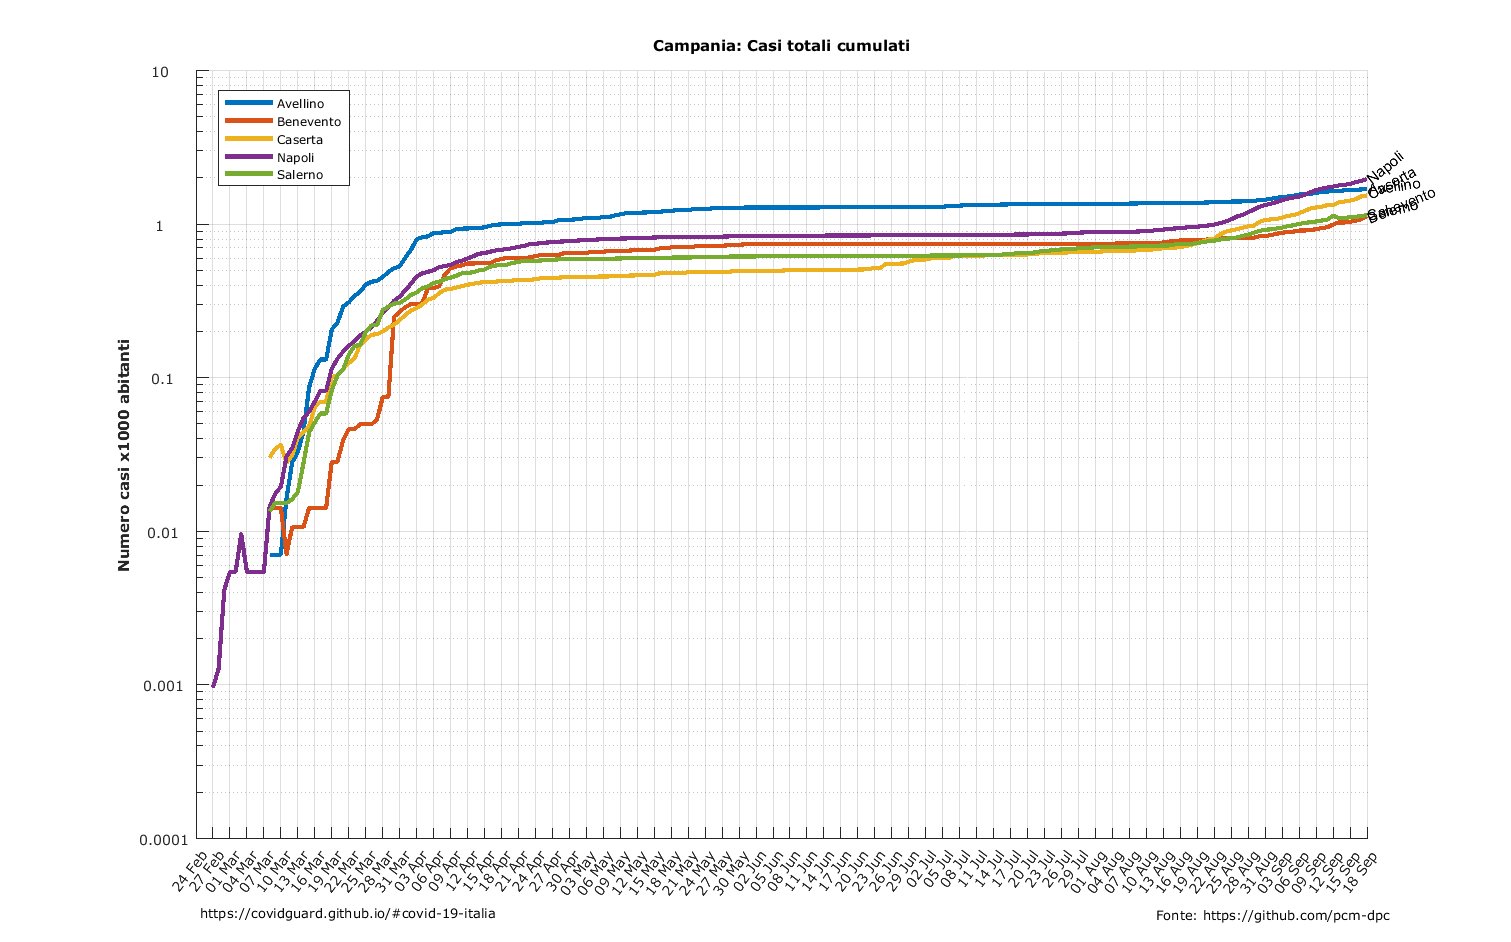 Campania: Casi totali cumulati
10
1
0.1
0.01
0.001
0.0001
Numero casi x1000 abitanti
Avellino
Benevento
Caserta
Napoli
Salerno
Napoli
Caserta
Avellino
Benevento
Salerno
24 Feb
27 Feb
01 Mar
04 Mar
07 Mar
10 Mar
13 Mar
16 Mar
19 Mar
22 Mar
25 Mar
28 Mar
31 Mar
03 Apr
06 Apr
09 Apr
12 Apr
15 Apr
18 Apr
21 Apr
24 Apr
27 Apr
30 Apr
03 May
06 May
09 May
12 May
15 May
18 May
21 May
24 May
27 May
30 May
02 Jun
05 Jun
08 Jun
11 Jun
14 Jun
17 Jun
20 Jun
23 Jun
26 Jun
29 Jun
02 Jul
05 Jul
08 Jul
11 Jul
14 Jul
17 Jul
20 Jul
23 Jul
26 Jul
29 Jul
01 Aug
04 Aug
07 Aug
10 Aug
13 Aug
16 Aug
19 Aug
22 Aug
25 Aug
28 Aug
31 Aug
03 Sep
06 Sep
09 Sep
12 Sep
15 Sep
18 Sep
https://covidguard.github.io/#covid-19-italia
Fonte: https://github.com/pcm-dpc